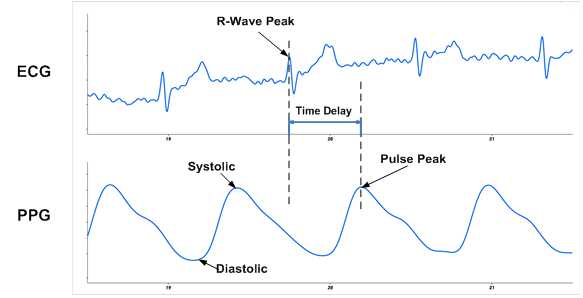 R-Wave Peak
ECG
Time Delay
19
20
21
Systolic
Pulse Peak
PPG
Diastolic
19
20
21